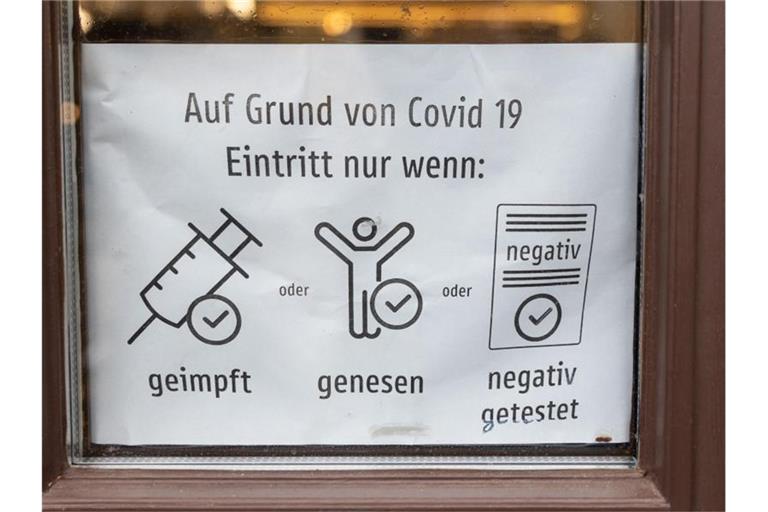 Auf Grund von Covid 19
Eintritt nur wenn:
negativ
oder
oder
geimpft
genesen
negativ
getestet